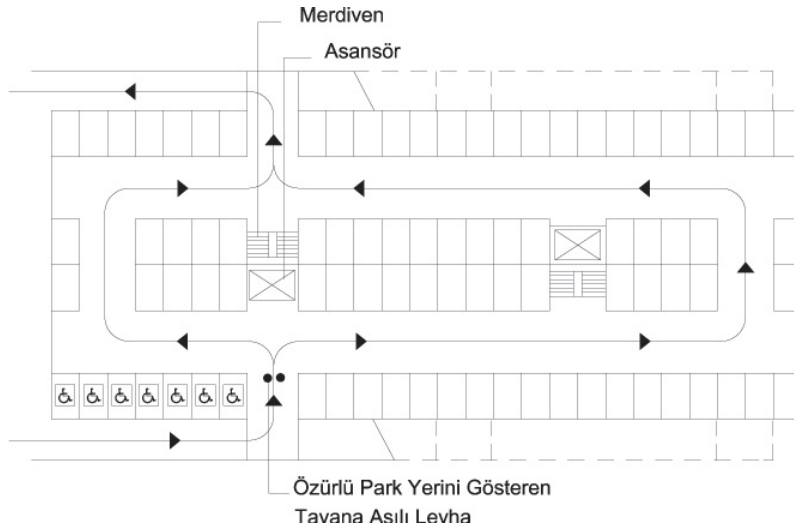 Merdiven
Asansör
Özürlü Park Yerini Gösteren
Tavana Asılı Levha